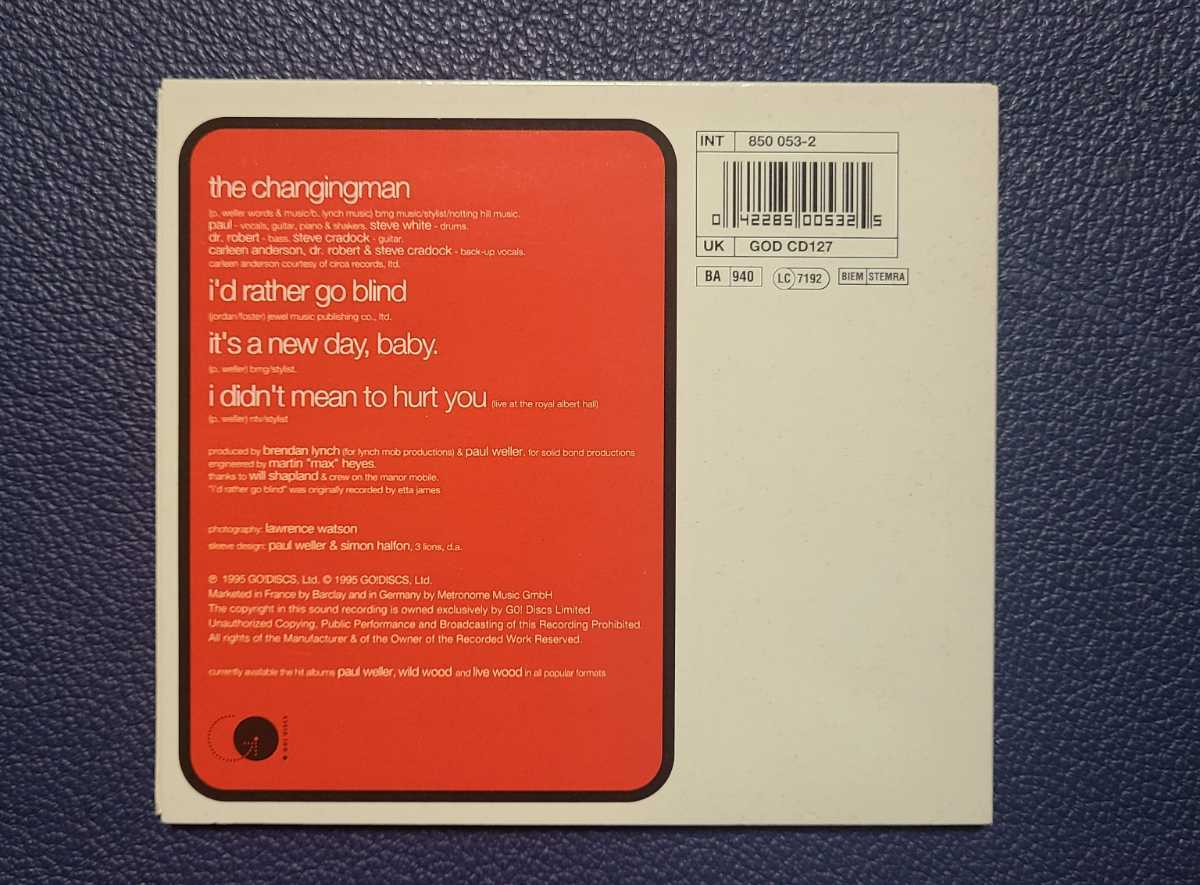 the changingman
(p. weller words & music/b. lynch music) bmg music/stylist/notting hill music.
paul - vocals, guitar, piano & shakers. steve white - drums.
dr. robert - bass. steve cradock - guitar.
carleen anderson, dr. robert & steve cradock - back-up vocals.
carleen anderson courtesy of circa records, ltd.
i'd rather go blind
(jordan/foster) jewel music publishing co., ltd.
it's a new day, baby.
(p. weller) bmg/stylist.
i didn't mean to hurt you (live at the royal albert hall)
(p. weller) ntv/stylist
produced by brendan lynch (for lynch mob productions) & paul weller, for solid bond productions
engineered by martin "max" heyes.
thanks to will shapland & crew on the manor mobile.
"i'd rather go blind" was originally recorded by etta james
photography: lawrence watson
sleeve design: paul weller & simon halfon, 3 lions, d.a.
℗ 1995 GO!DISCS, Ltd. © 1995 GO!DISCS, Ltd.
Marketed in France by Barclay and in Germany by Metronome Music GmbH
The copyright in this sound recording is owned exclusively by GO! Discs Limited.
Unauthorized Copying, Public Performance and Broadcasting of this Recording Prohibited.
All rights of the Manufacturer & of the Owner of the Recorded Work Reserved.
currently available the hit albums paul weller, wild wood and live wood in all popular formats
INT 850 053-2
0 42285 00532 5
UK GOD CD127
BA 940 LC 7192 BIEM STEMRA